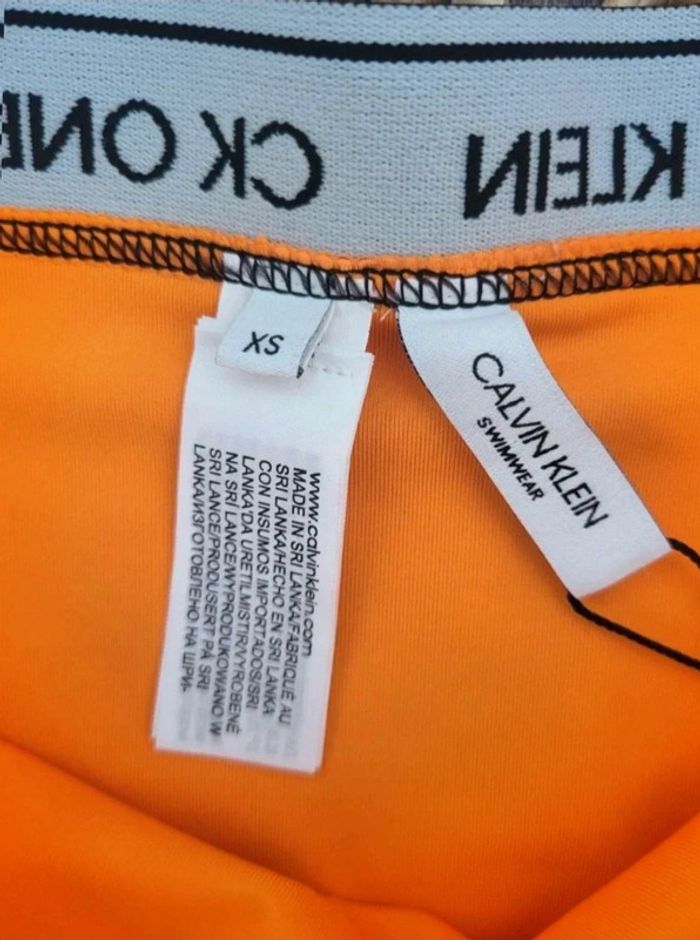 KLEIN CK ONE
XS
www.calvinklein.com
MADE IN SRI LANKA/FABRIQUÉ AU
SRI LANKA/HECHO EN SRI LANKA
CON INSUMOS IMPORTADOS/SRI
LANKA'DA URETILMISTIR/VYROBENÉ
NA SRÍ LANCE/WYPRODUKOWANO W
SRI LANCE/PRODUSERT PÅ SRI
LANKA/ИЗГОТОВЛЕНО НА ШРИ-
CALVIN KLEIN
SWIMWEAR